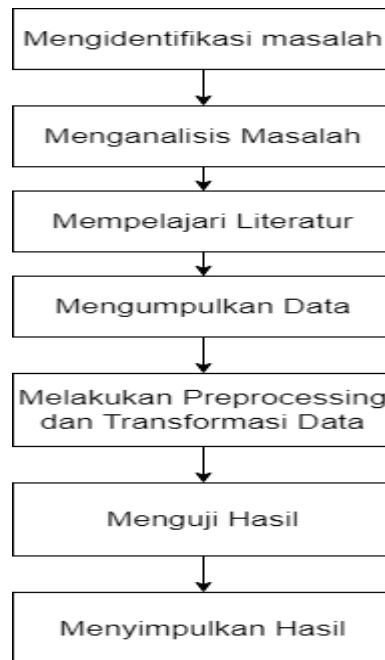 Mengidentifikasi masalah
Menganalisis Masalah
Mempelajari Literatur
Mengumpulkan Data
Melakukan Preprocessing
dan Transformasi Data
Menguji Hasil
Menyimpulkan Hasil